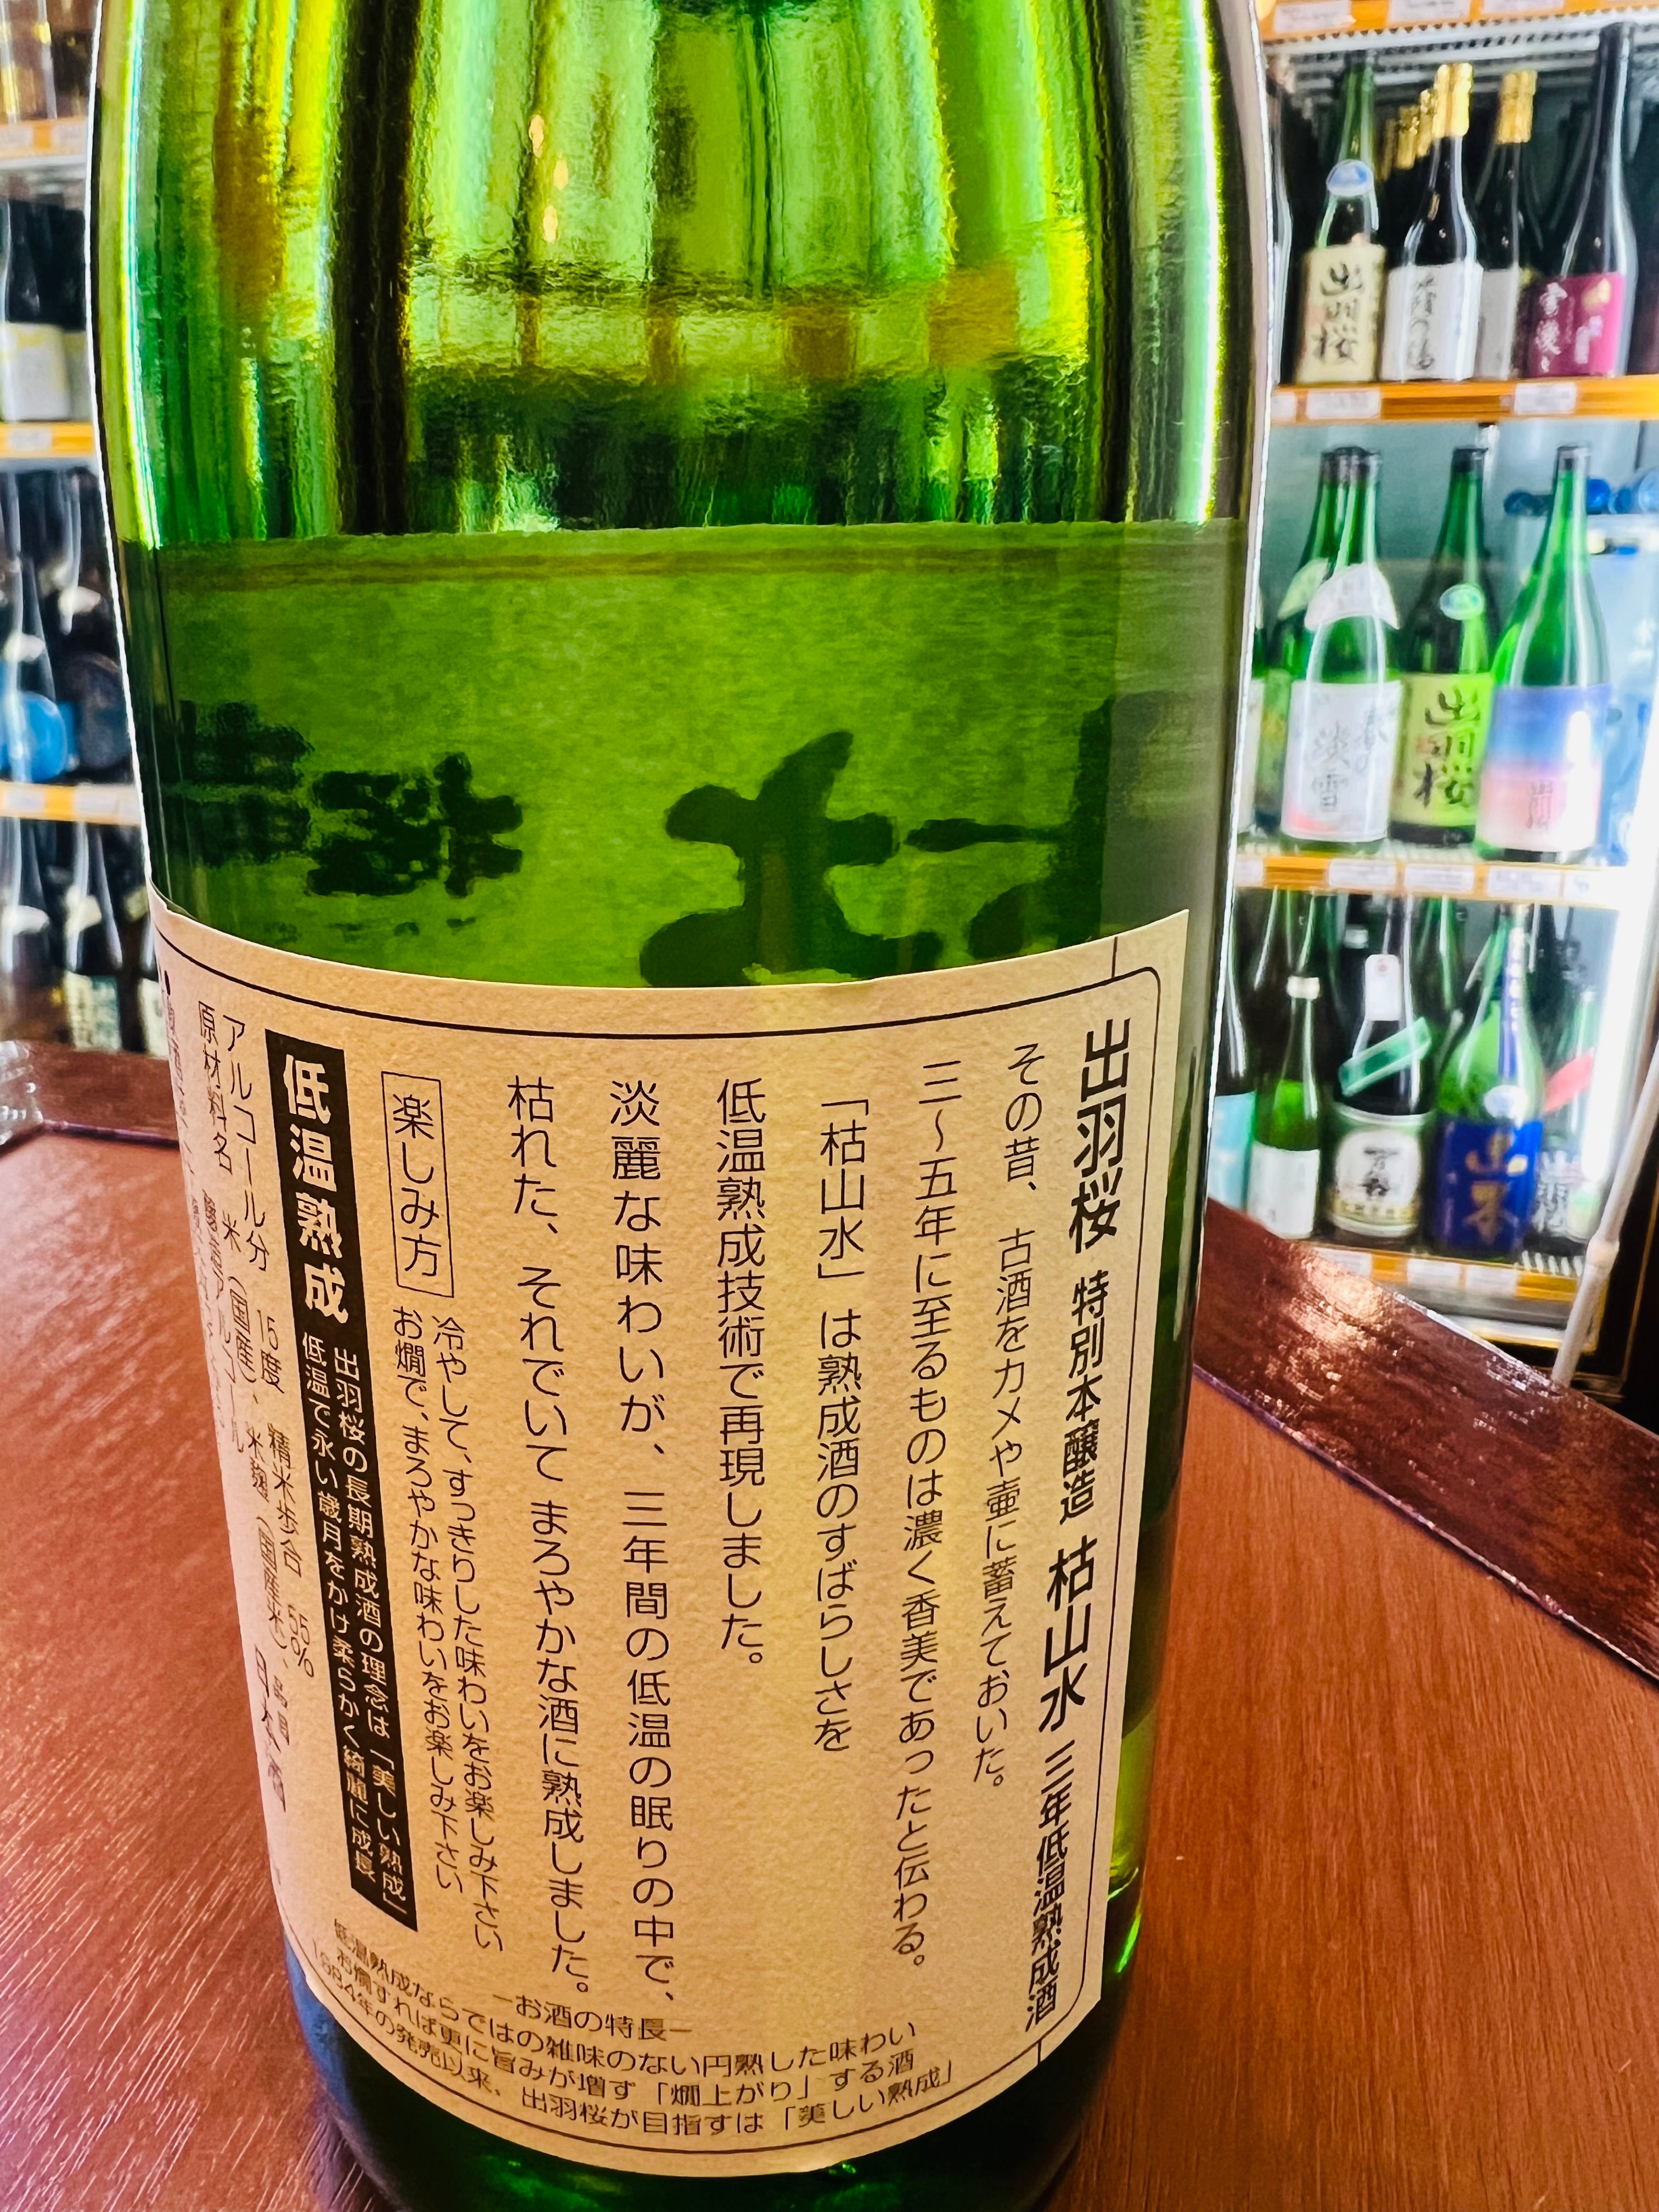 出羽桜 特別本醸造 枯山水 三年低温熟成酒
その昔、古酒をカメや壷に蓄えておいた。
三〜五年に至るものは濃く香美であったと伝わる。
「枯山水」は熟成酒のすばらしさを
低温熟成技術で再現しました。
淡麗な味わいが、三年間の低温の眠りの中で、
枯れた、それでいて まろやかな酒に熟成しました。
楽しみ方
冷やして、すっきりした味わいをお楽しみ下さい
お燗で、まろやかな味わいをお楽しみ下さい
低温熟成
出羽桜の長期熟成酒の理念は「美しい熟成」
低温で永い歳月をかけ柔らかく綺麗に成長
アルコール分 15度 精米歩合 55%
原材料名 米(国産)、米麹(国産米)、
醸造アルコール
日本酒
−お酒の特長−
低温熟成ならではの雑味のない円熟した味わい
お燗すれば更に旨みが増す「燗上がり」する酒
1984年の発売以来、出羽桜が目指すは「美しい熟成」
出羽桜
春の淡雪
出羽桜